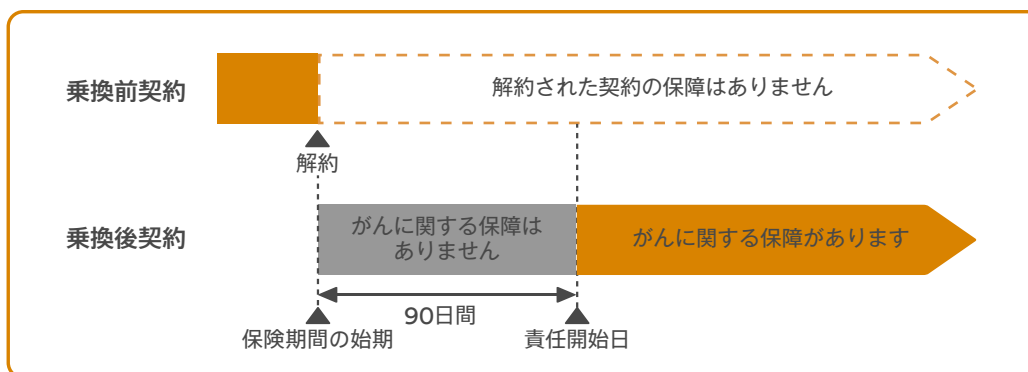 乗換前契約
解約された契約の保障はありません
解約
乗換後契約
がんに関する保障は
ありません
がんに関する保障があります
90日間
保険期間の始期
責任開始日